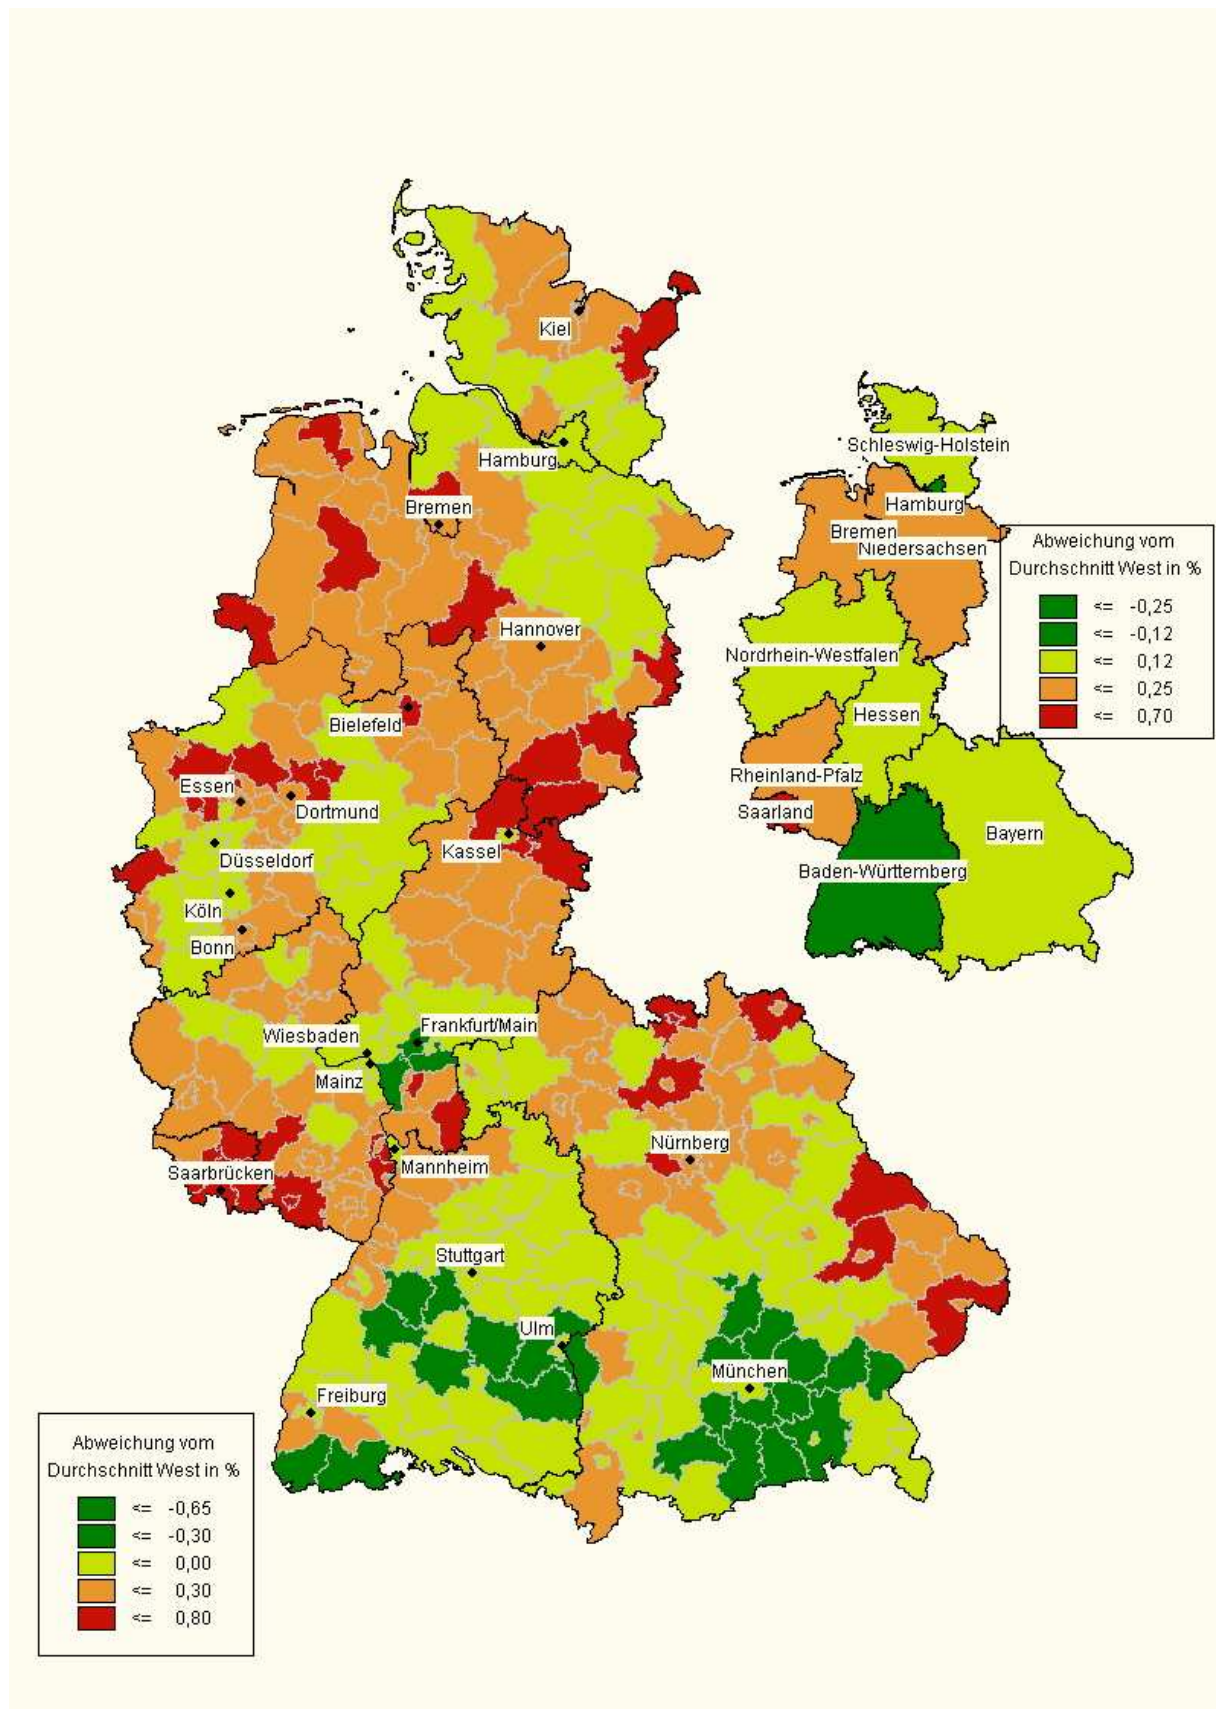 Kiel
Hamburg
Bremen
Hannover
Bielefeld
Essen
Dortmund
Düsseldorf
Kassel
Köln
Bonn
Wiesbaden
Frankfurt/Main
Mainz
Saarbrücken
Mannheim
Nürnberg
Stuttgart
Ulm
München
Freiburg
Schleswig-Holstein
Hamburg
Bremen
Niedersachsen
Nordrhein-Westfalen
Hessen
Rheinland-Pfalz
Saarland
Bayern
Baden-Württemberg
Abweichung vom
Durchschnitt West in %
<= -0,25
<= -0,12
<= 0,12
<= 0,25
<= 0,70
Abweichung vom
Durchschnitt West in %
<= -0,65
<= -0,30
<= 0,00
<= 0,30
<= 0,80